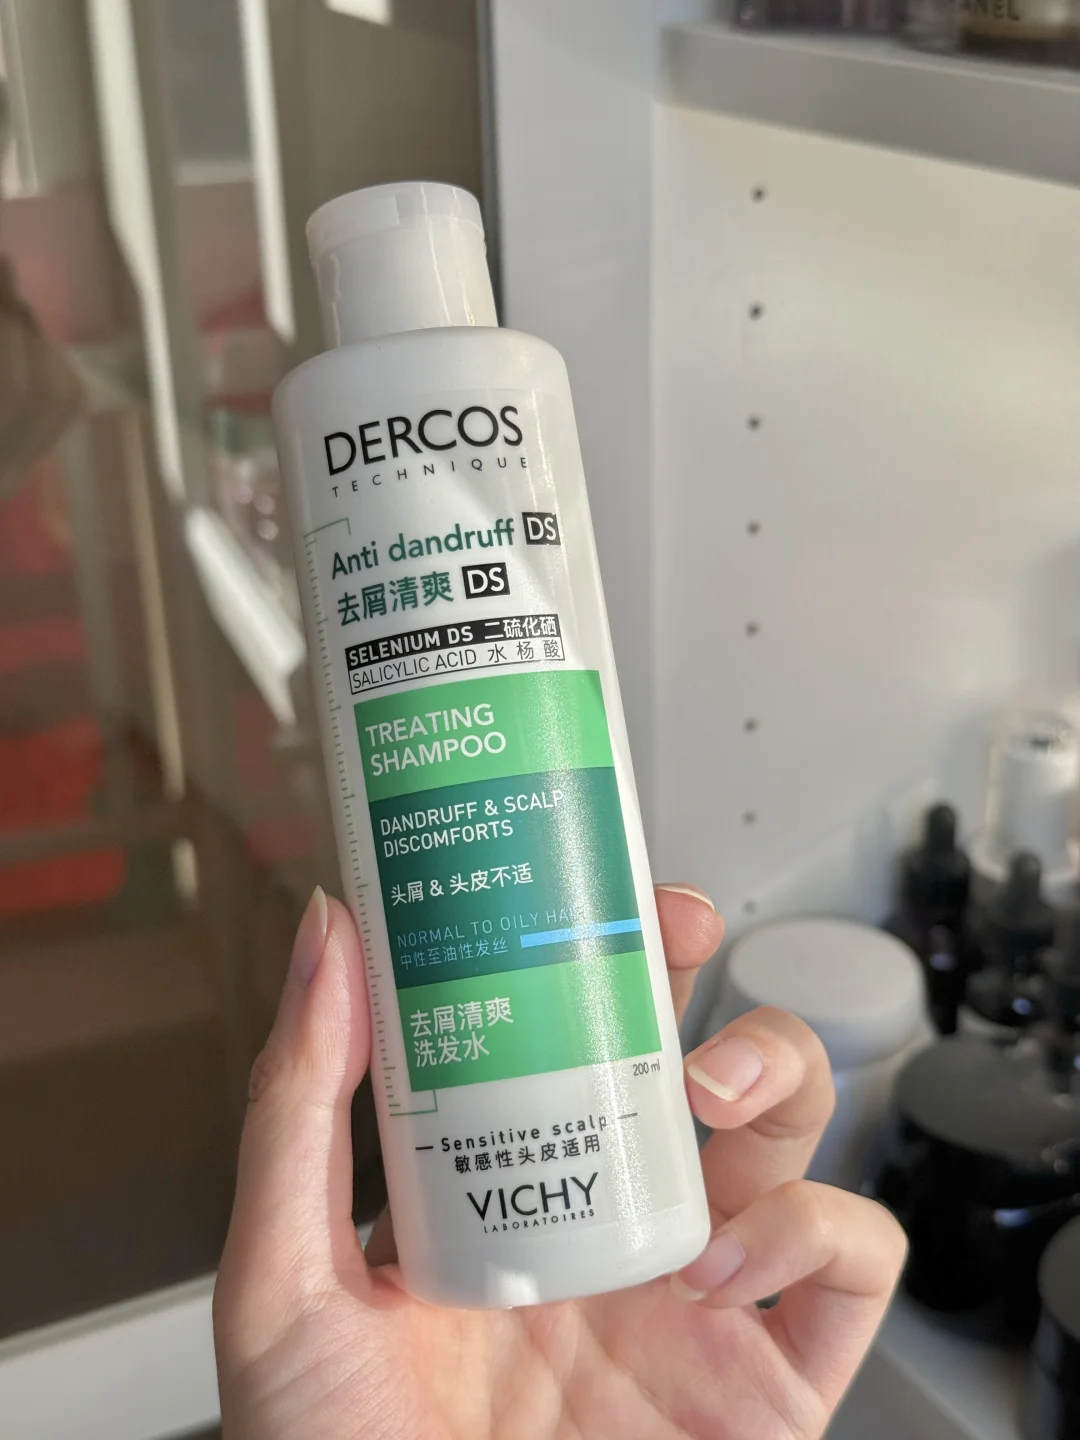 DERCOS
TECHNIQUE
Anti dandruff DS
去屑清爽 DS
SELENIUM DS 二硫化硒
SALICYLIC ACID 水杨酸
TREATING
SHAMPOO
DANDRUFF & SCALP
DISCOMFORTS
头屑 & 头皮不适
NORMAL TO OILY HAIR
中性至油性发丝
去屑清爽
洗发水
200 ml
Sensitive scalp
敏感性头皮适用
VICHY
LABORATOIRES